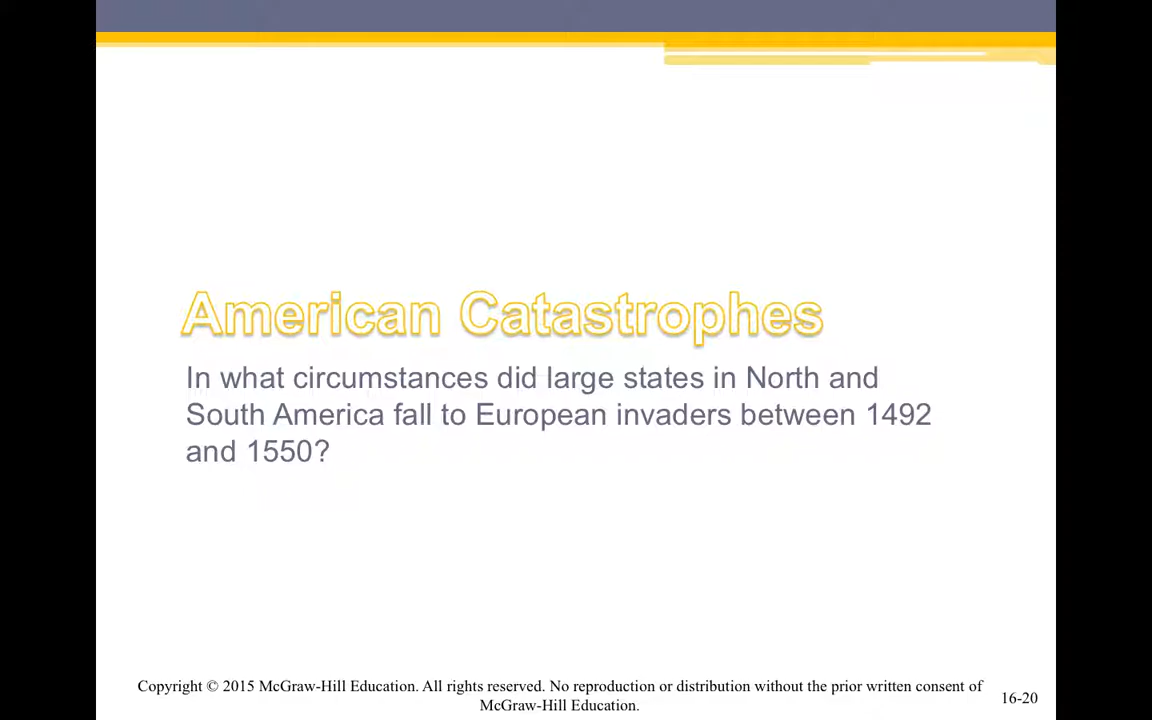 American Catastrophes
In what circumstances did large states in North and
South America fall to European invaders between 1492
and 1550?
Copyright © 2015 McGraw-Hill Education. All rights reserved. No reproduction or distribution without the prior written consent of
McGraw-Hill Education.
16-20